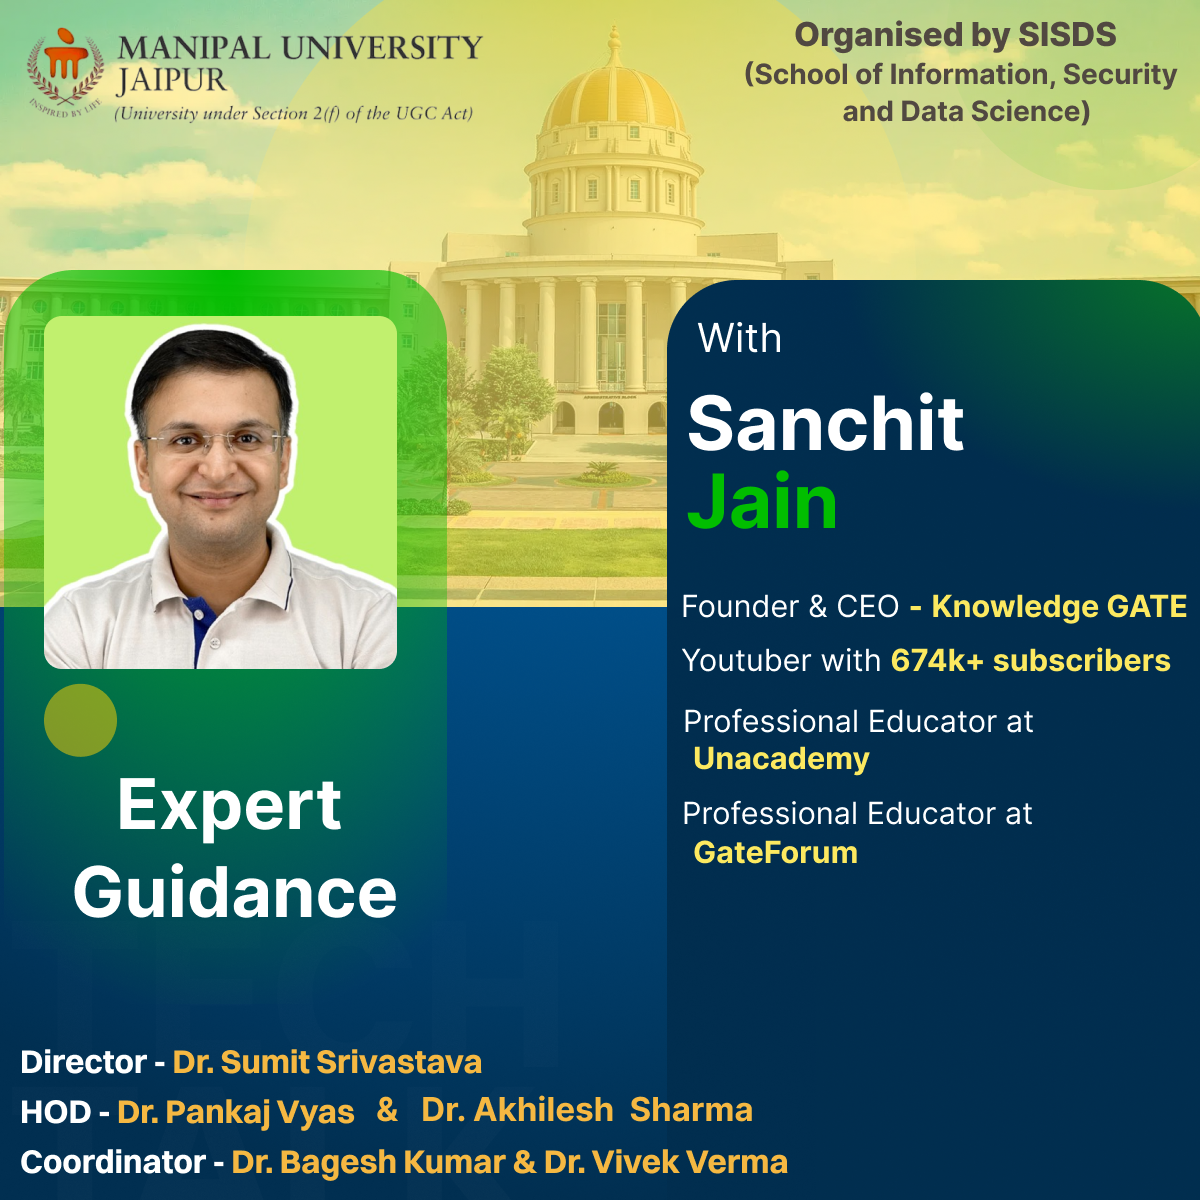 MANIPAL UNIVERSITY
JAIPUR
(University under Section 2(f) of the UGC Act)
INSPIRED BY LIFE
Organised by SISDS
(School of Information, Security
and Data Science)
With
Sanchit
Jain
Founder & CEO - Knowledge GATE
Youtuber with 674k+ subscribers
Professional Educator at
Unacademy
Professional Educator at
GateForum
Expert
Guidance
TECH
TALK
Director - Dr. Sumit Srivastava
HOD - Dr. Pankaj Vyas & Dr. Akhilesh Sharma
Coordinator - Dr. Bagesh Kumar & Dr. Vivek Verma